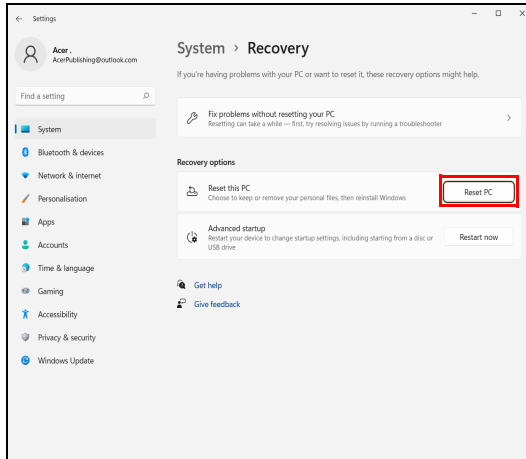 Settings
Acer .
AcerPublishing@outlook.com
Find a setting
System
Bluetooth & devices
Network & internet
Personalisation
Apps
Accounts
Time & language
Gaming
Accessibility
Privacy & security
Windows Update
System > Recovery
If you're having problems with your PC or want to reset it, these recovery options might help.
Fix problems without resetting your PC
Resetting can take a while — first, try resolving issues by running a troubleshooter
Recovery options
Reset this PC
Choose to keep or remove your personal files, then reinstall Windows
Reset PC
Advanced startup
Restart your device to change startup settings, including starting from a disc or
USB drive
Restart now
Get help
Give feedback